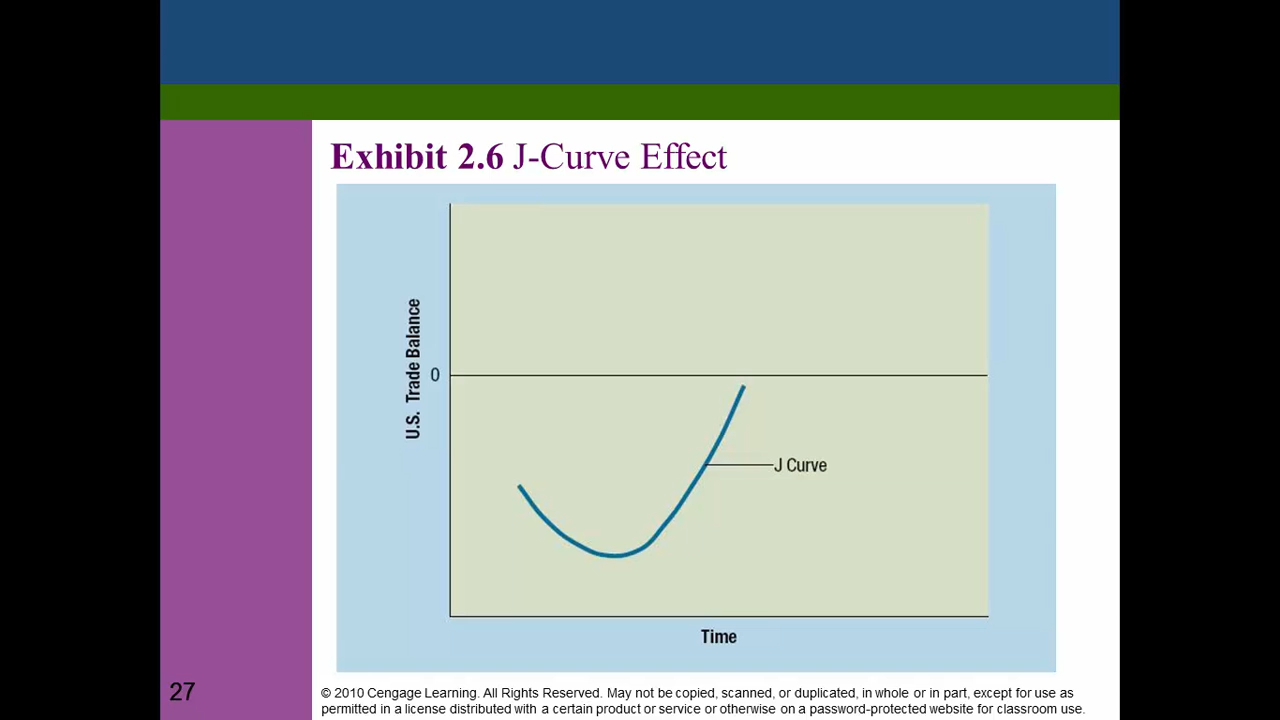 Exhibit 2.6 J-Curve Effect
U.S. Trade Balance
0
J Curve
Time
27
© 2010 Cengage Learning. All Rights Reserved. May not be copied, scanned, or duplicated, in whole or in part, except for use as
permitted in a license distributed with a certain product or service or otherwise on a password-protected website for classroom use.